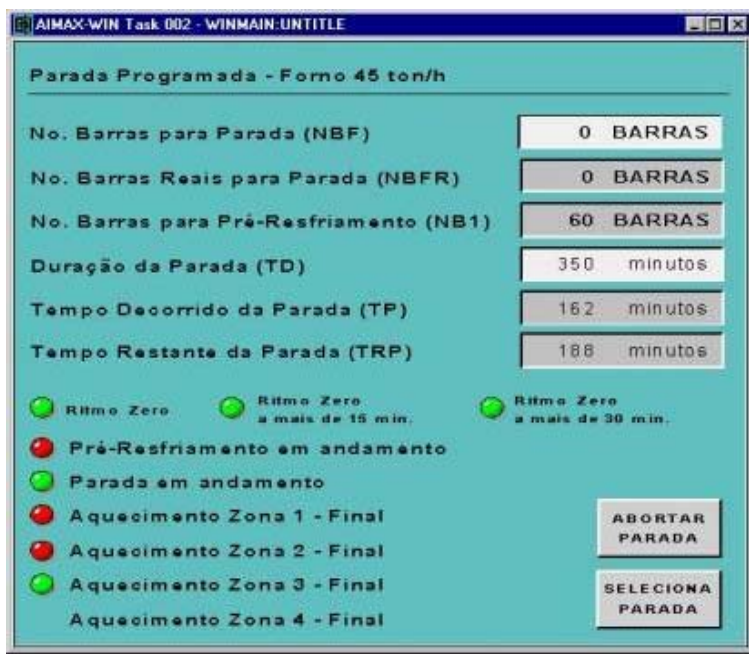 AIMAX-WIN Task 002 - WINMAIN:UNTITLE
Parada Programada - Forno 45 ton/h
No. Barras para Parada (NBF) 0 BARRAS
No. Barras Reais para Parada (NBFR) 0 BARRAS
No. Barras para Pré-Resfriamento (NB1) 60 BARRAS
Duração da Parada (TD) 350 minutos
Tempo Decorrido da Parada (TP) 162 minutos
Tempo Restante da Parada (TRP) 188 minutos
Ritmo Zero
Ritmo Zero
a mais de 15 min.
Ritmo Zero
a mais de 30 min.
Pré-Resfriamento em andamento
Parada em andamento
Aquecimento Zona 1 - Final
Aquecimento Zona 2 - Final
Aquecimento Zona 3 - Final
Aquecimento Zona 4 - Final
ABORTAR
PARADA
SELECIONA
PARADA